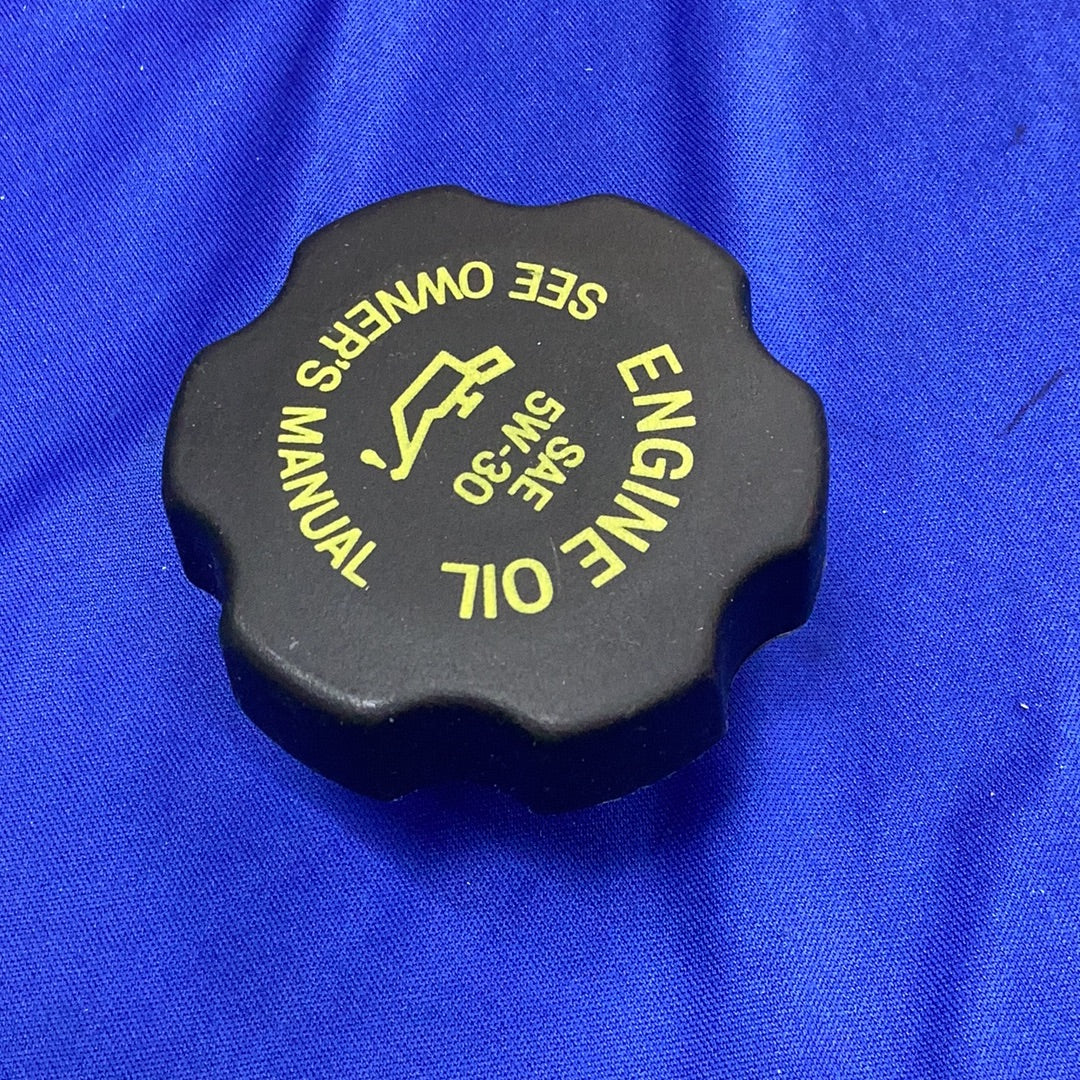 ENGINE OIL
SAE
5W-30
SEE OWNER'S MANUAL